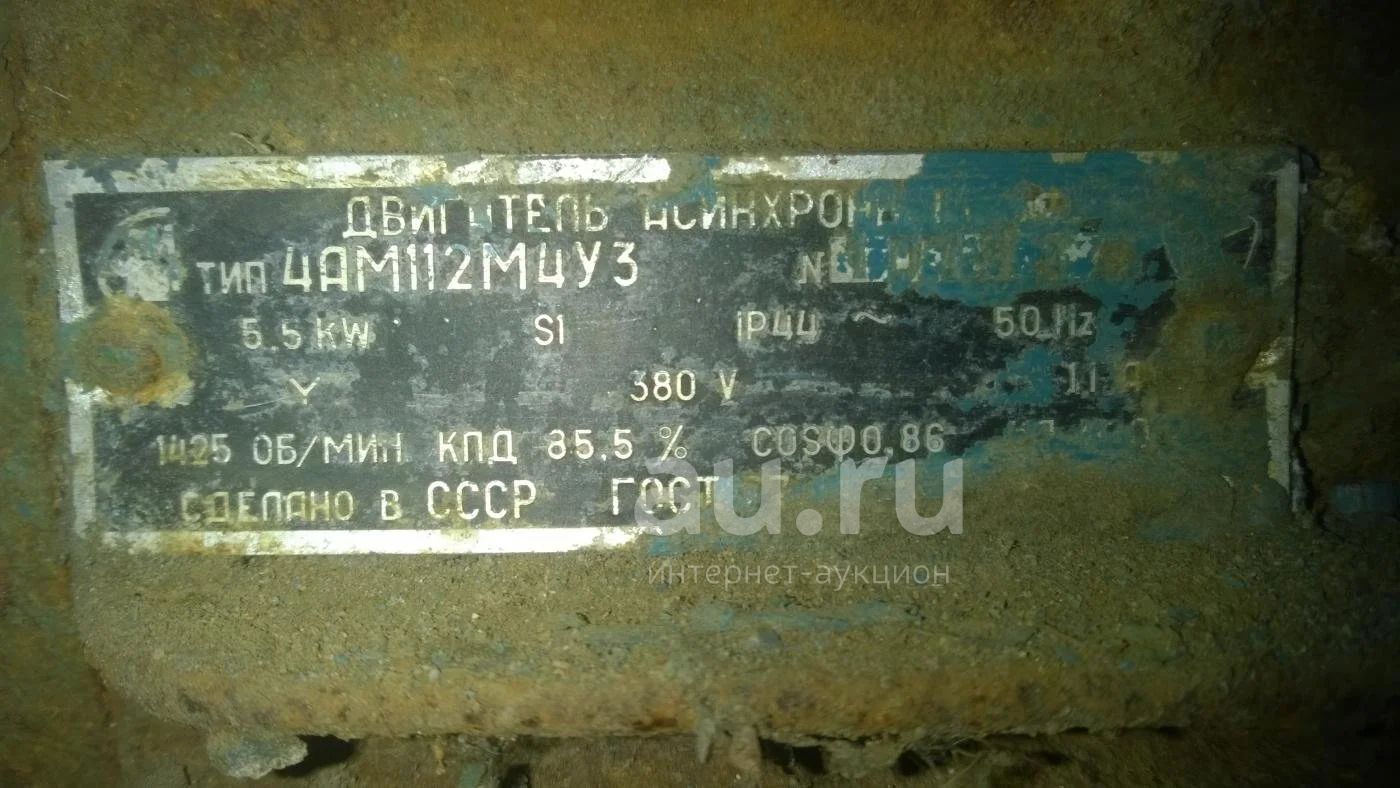 ДВИГАТЕЛЬ АСИНХРОНН
ТИП 4АМ112М4У3 N
5.5 KW S1 IP44 ~ 50 Hz
Y 380 V
1425 ОБ/МИН КПД 85,5 % COSφ0,86
СДЕЛАНО В СССР ГОСТ
au.ru
интернет-аукцион